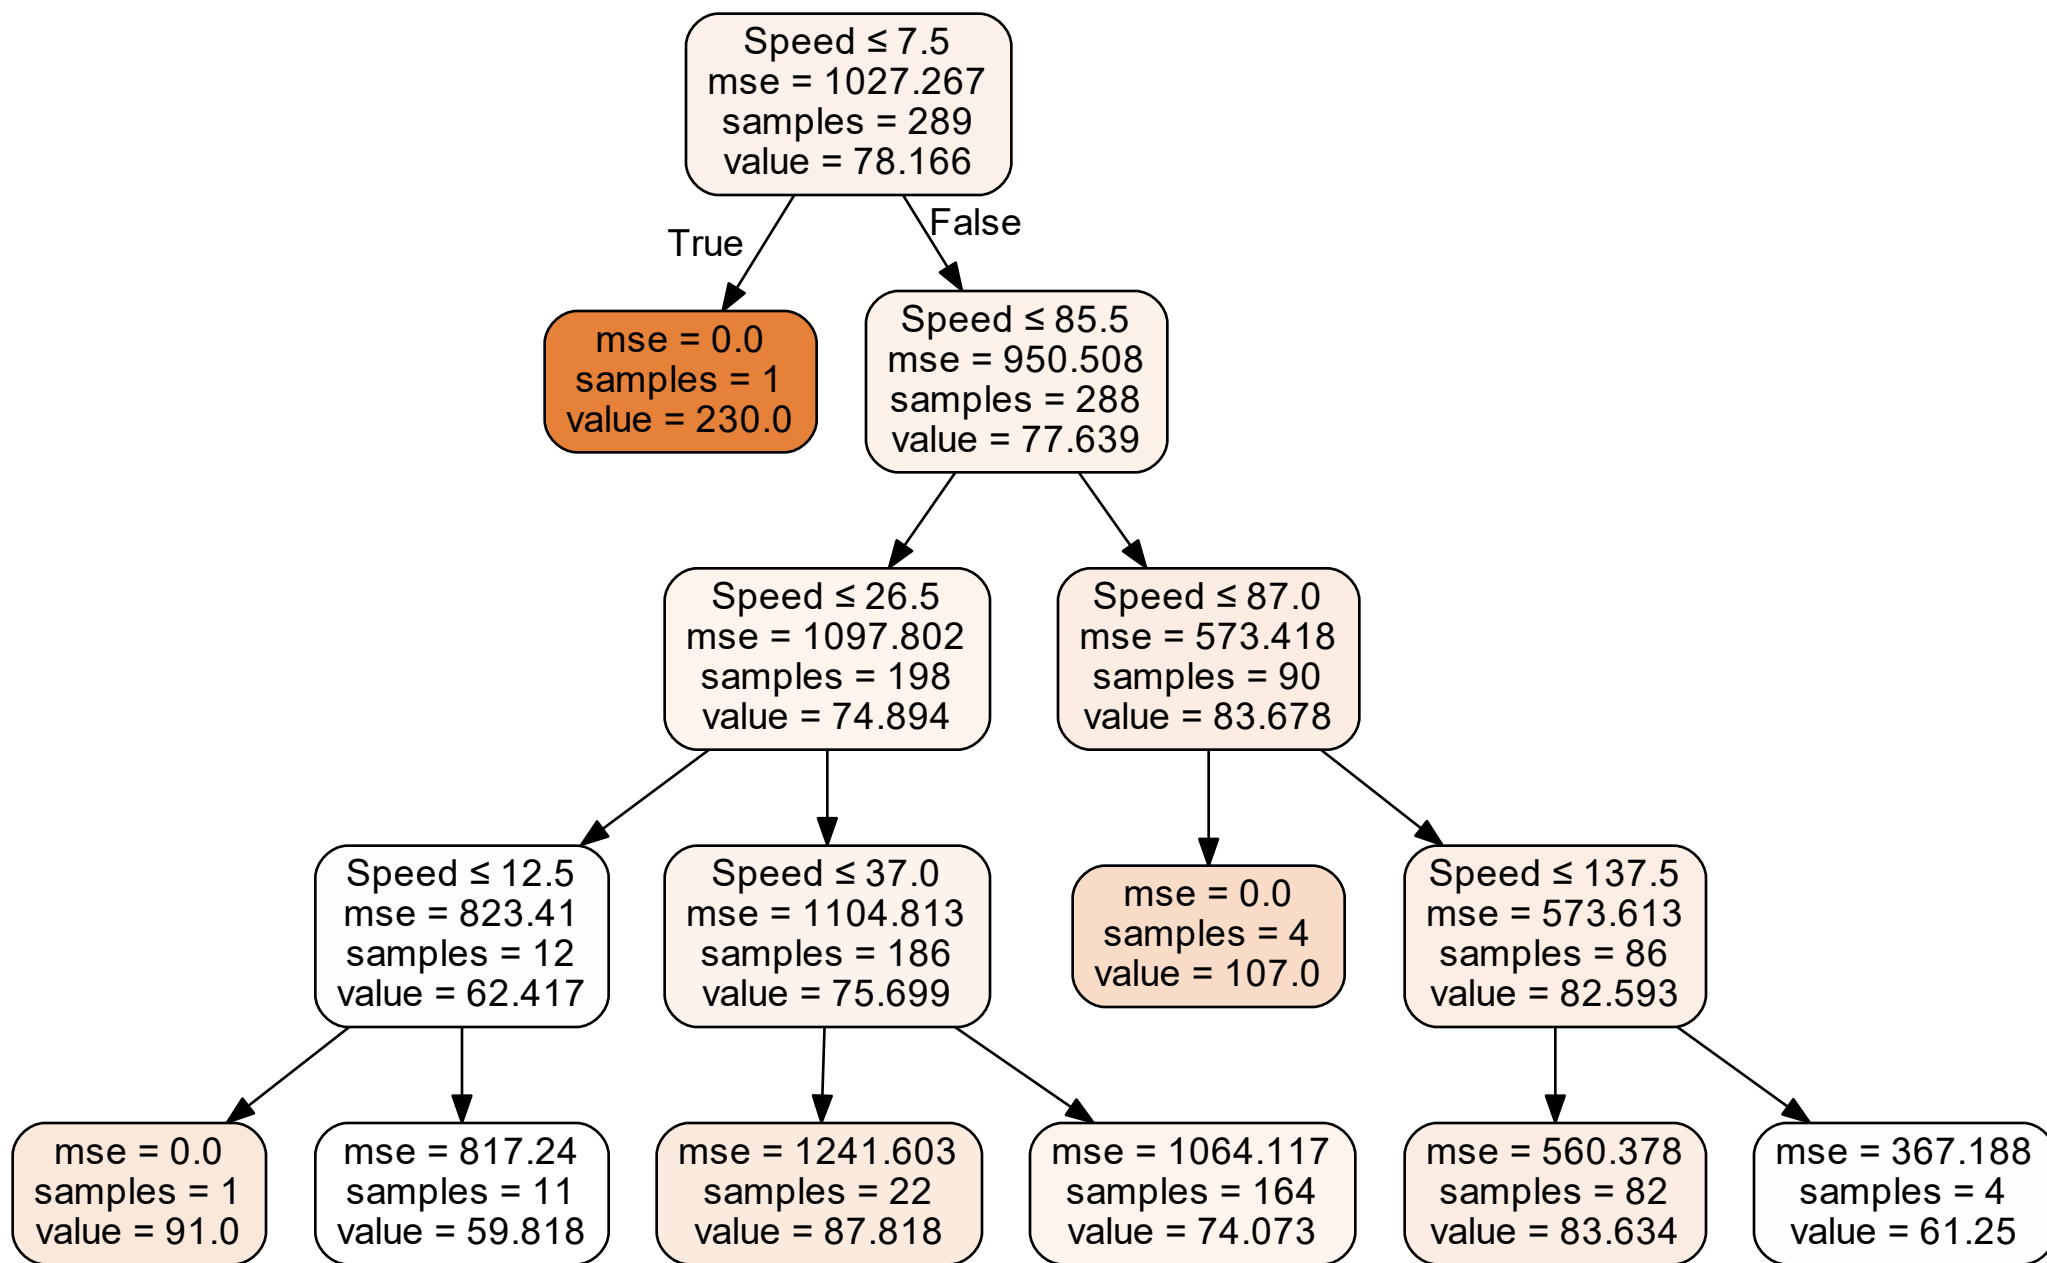 Speed ≤ 7.5
mse = 1027.267
samples = 289
value = 78.166
True
False
mse = 0.0
samples = 1
value = 230.0
Speed ≤ 85.5
mse = 950.508
samples = 288
value = 77.639
Speed ≤ 26.5
mse = 1097.802
samples = 198
value = 74.894
Speed ≤ 87.0
mse = 573.418
samples = 90
value = 83.678
Speed ≤ 12.5
mse = 823.41
samples = 12
value = 62.417
Speed ≤ 37.0
mse = 1104.813
samples = 186
value = 75.699
mse = 0.0
samples = 4
value = 107.0
Speed ≤ 137.5
mse = 573.613
samples = 86
value = 82.593
mse = 0.0
samples = 1
value = 91.0
mse = 817.24
samples = 11
value = 59.818
mse = 1241.603
samples = 22
value = 87.818
mse = 1064.117
samples = 164
value = 74.073
mse = 560.378
samples = 82
value = 83.634
mse = 367.188
samples = 4
value = 61.25